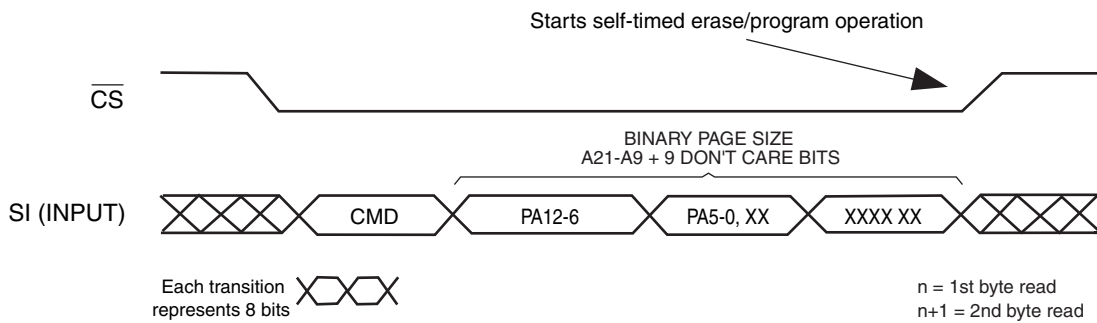 Starts self-timed erase/program operation
CS
BINARY PAGE SIZE
A21-A9 + 9 DON'T CARE BITS
SI (INPUT)
CMD
PA12-6
PA5-0, XX
XXXX XX
Each transition
represents 8 bits
n = 1st byte read
n+1 = 2nd byte read